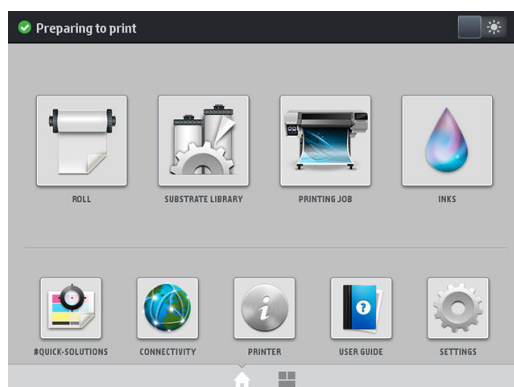 Preparing to print
ROLL SUBSTRATE LIBRARY PRINTING JOB INKS
#QUICK-SOLUTIONS CONNECTIVITY PRINTER USER GUIDE SETTINGS